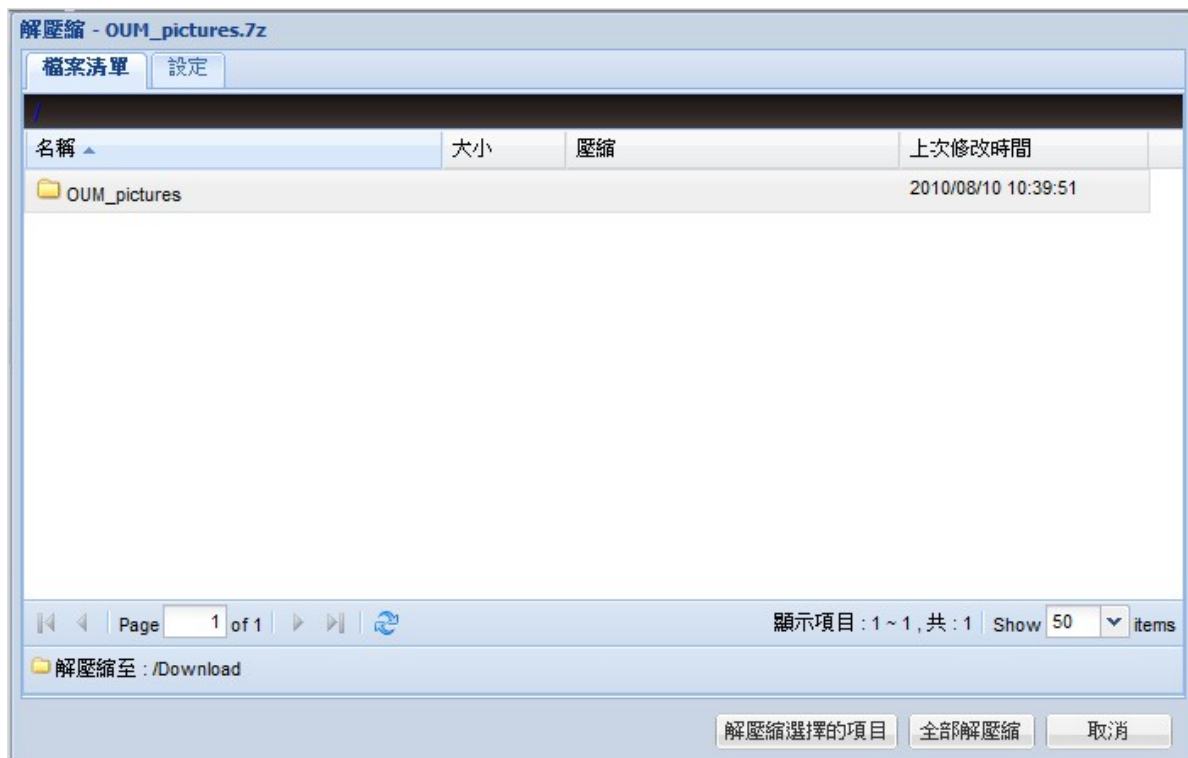 解壓縮 - OUM_pictures.7z
檔案清單 設定
/
名稱 大小 壓縮 上次修改時間
OUM_pictures 2010/08/10 10:39:51
Page 1 of 1 顯示項目 : 1 ~ 1 , 共 : 1 Show 50 items
解壓縮至 : /Download
解壓縮選擇的項目 全部解壓縮 取消